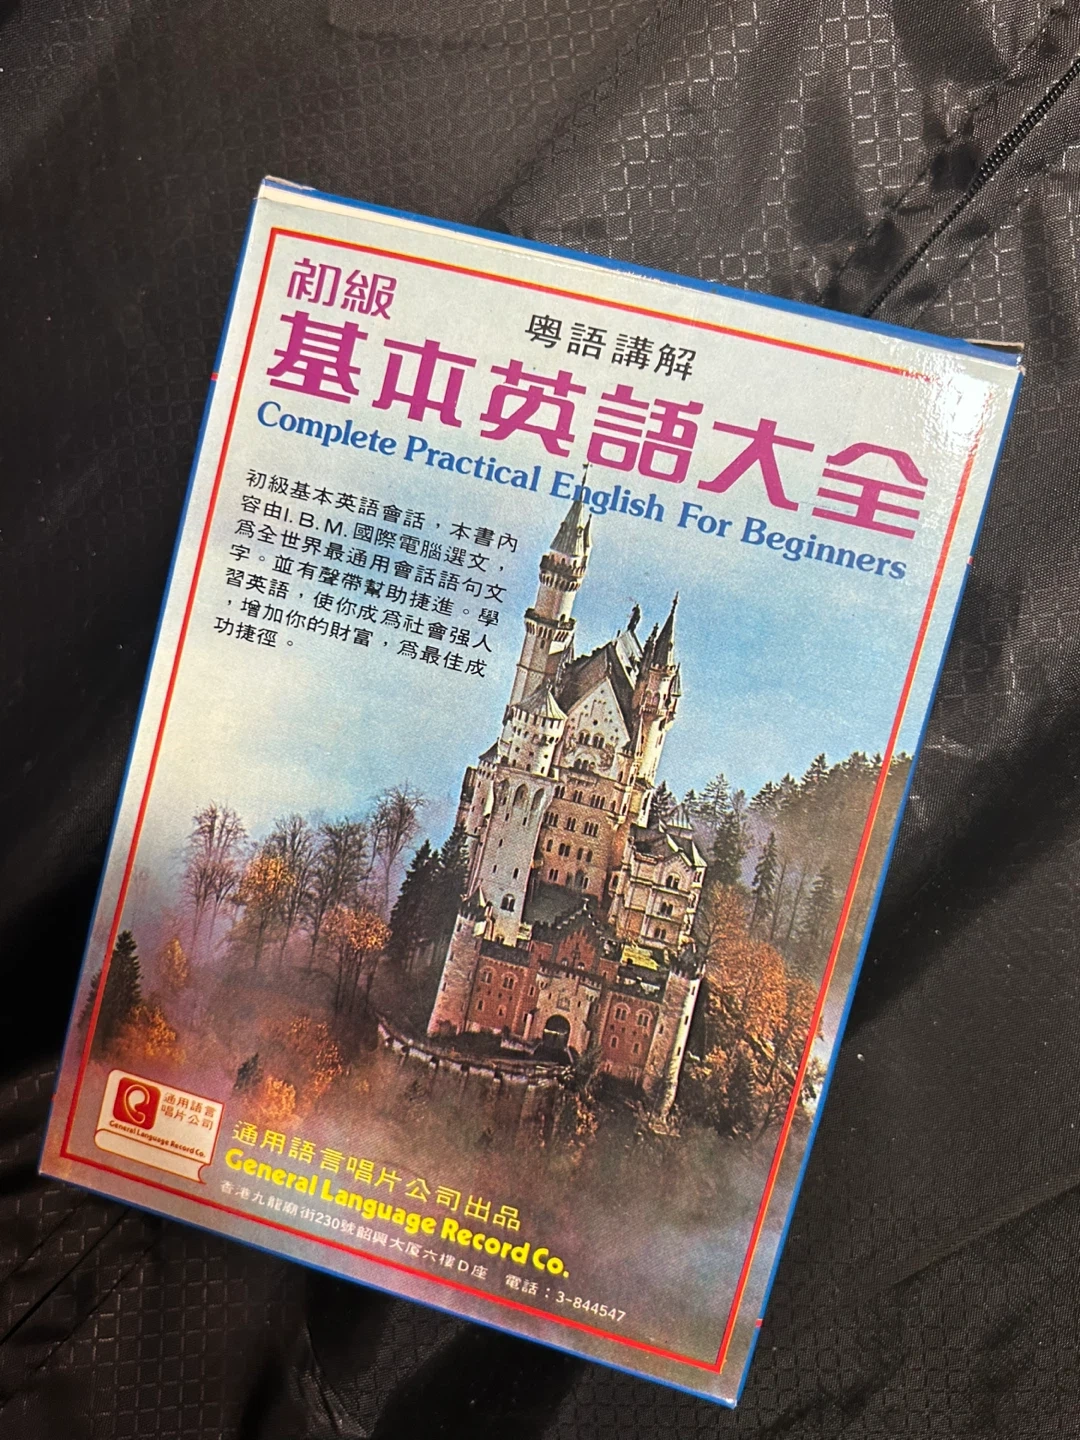 初級
粵語講解
基本英語大全
Complete Practical English For Beginners
初級基本英語會話，本書內
容由I.B.M.國際電腦選文，
爲全世界最通用會話語句文
字。並有聲帶幫助捷進。學
習英語，使你成爲社會强人
，增加你的財富，爲最佳成
功捷徑。
通用語言
唱片公司
General Language Record Co.
通用語言唱片公司出品
General Language Record Co.
香港九龍廟街230號韶興大厦六樓D座 電話：3-844547